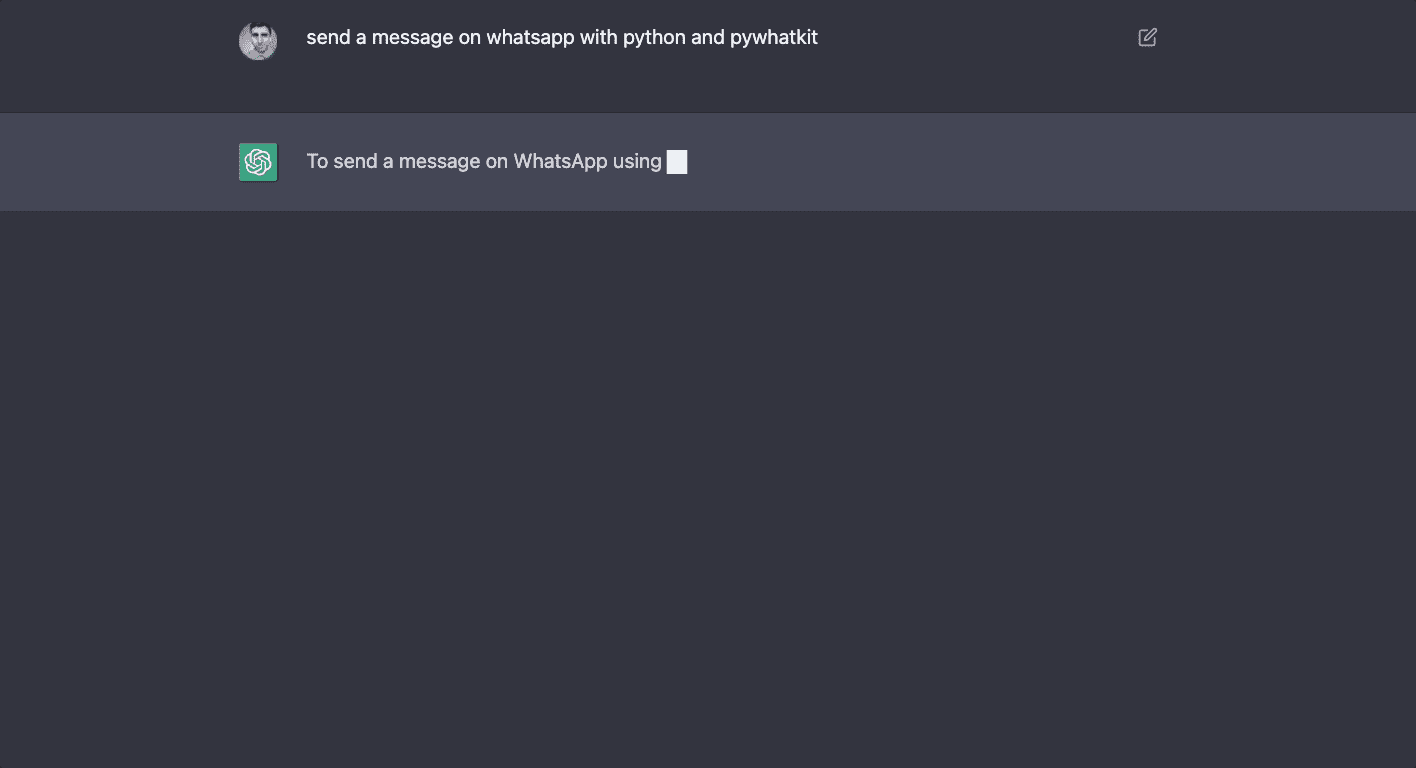 send a message on whatsapp with python and pywhatkit
To send a message on WhatsApp using